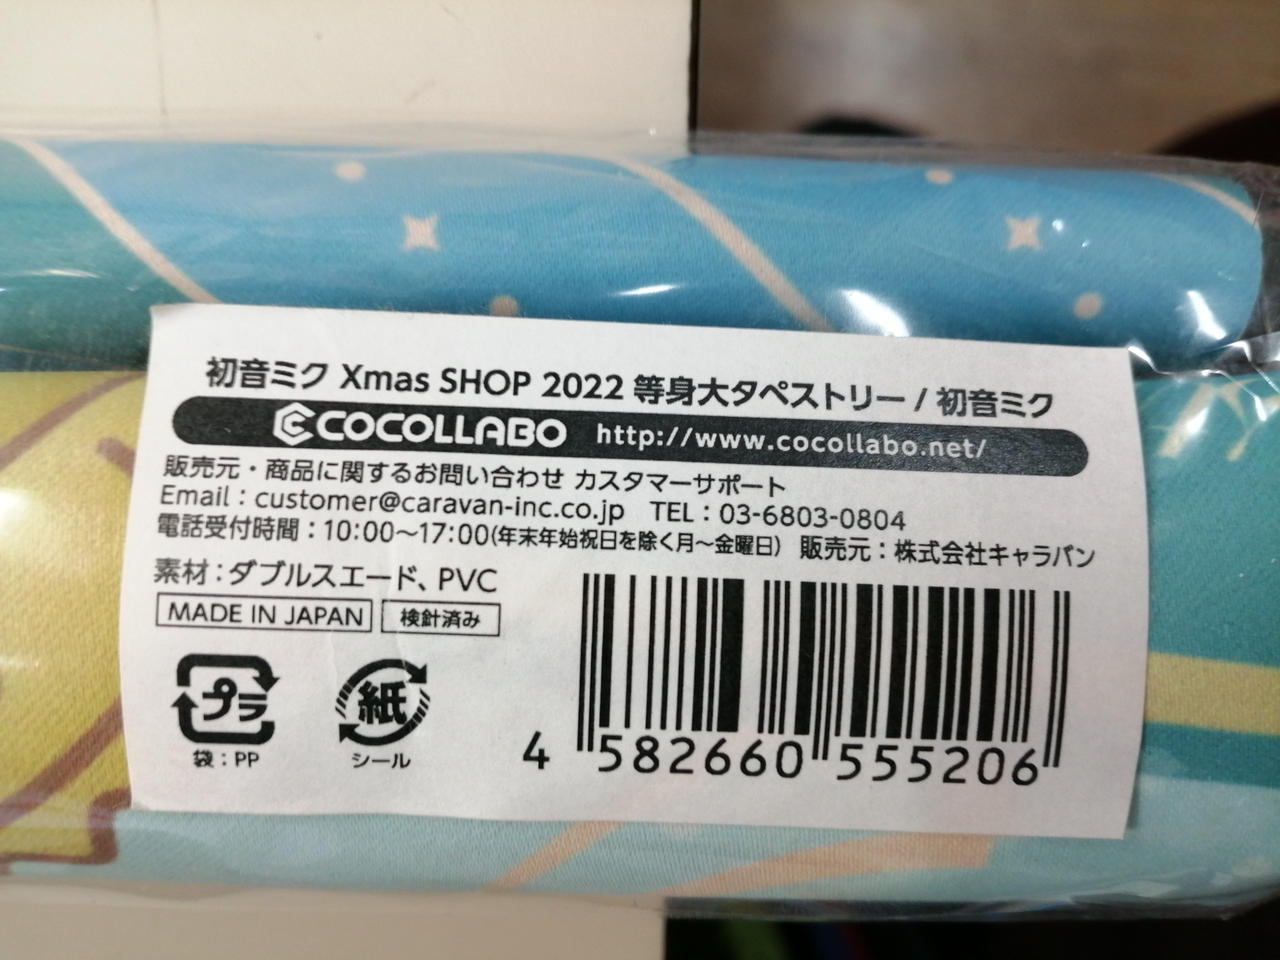 初音ミク Xmas SHOP 2022 等身大タペストリー / 初音ミク
COCOLLABO http://www.cocollabo.net/
販売元・商品に関するお問い合わせ カスタマーサポート
Email：customer@caravan-inc.co.jp TEL：03-6803-0804
電話受付時間：10:00～17:00(年末年始祝日を除く月～金曜日) 販売元：株式会社キャラバン
素材：ダブルスエード、PVC
MADE IN JAPAN 検針済み
プラ 紙
袋：PP シール
4 582660 555206